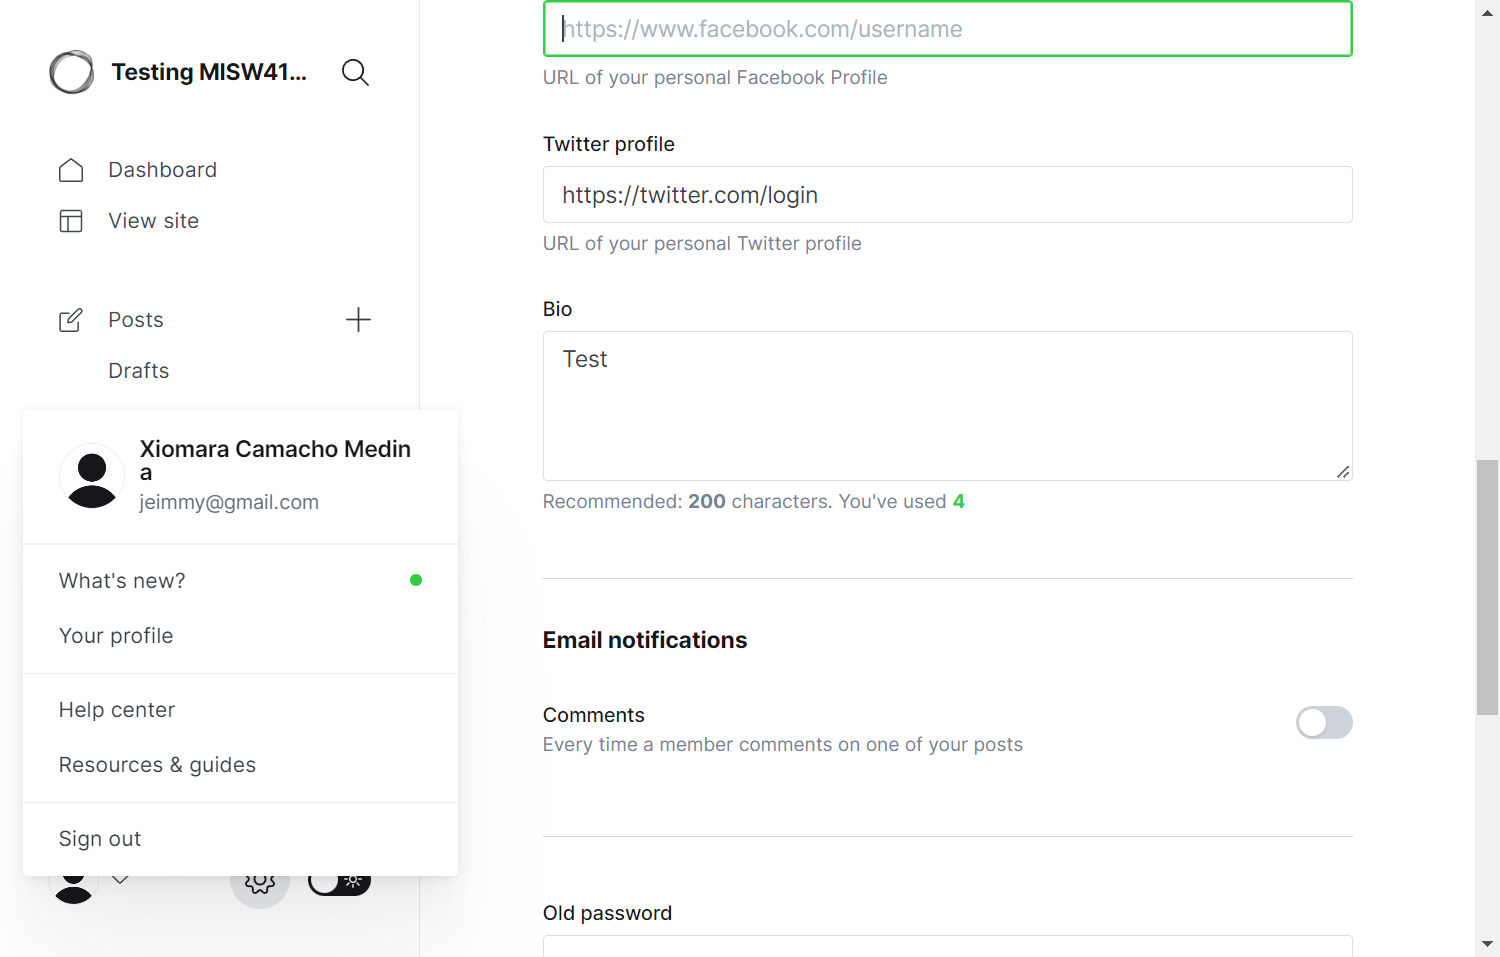 Testing MISW41...
Dashboard
View site
Posts
Drafts
Xiomara Camacho Medin
a
jeimmy@gmail.com
What's new?
Your profile
Help center
Resources & guides
Sign out
https://www.facebook.com/username
URL of your personal Facebook Profile
Twitter profile
https://twitter.com/login
URL of your personal Twitter profile
Bio
Test
Recommended: 200 characters. You've used 4
Email notifications
Comments
Every time a member comments on one of your posts
Old password